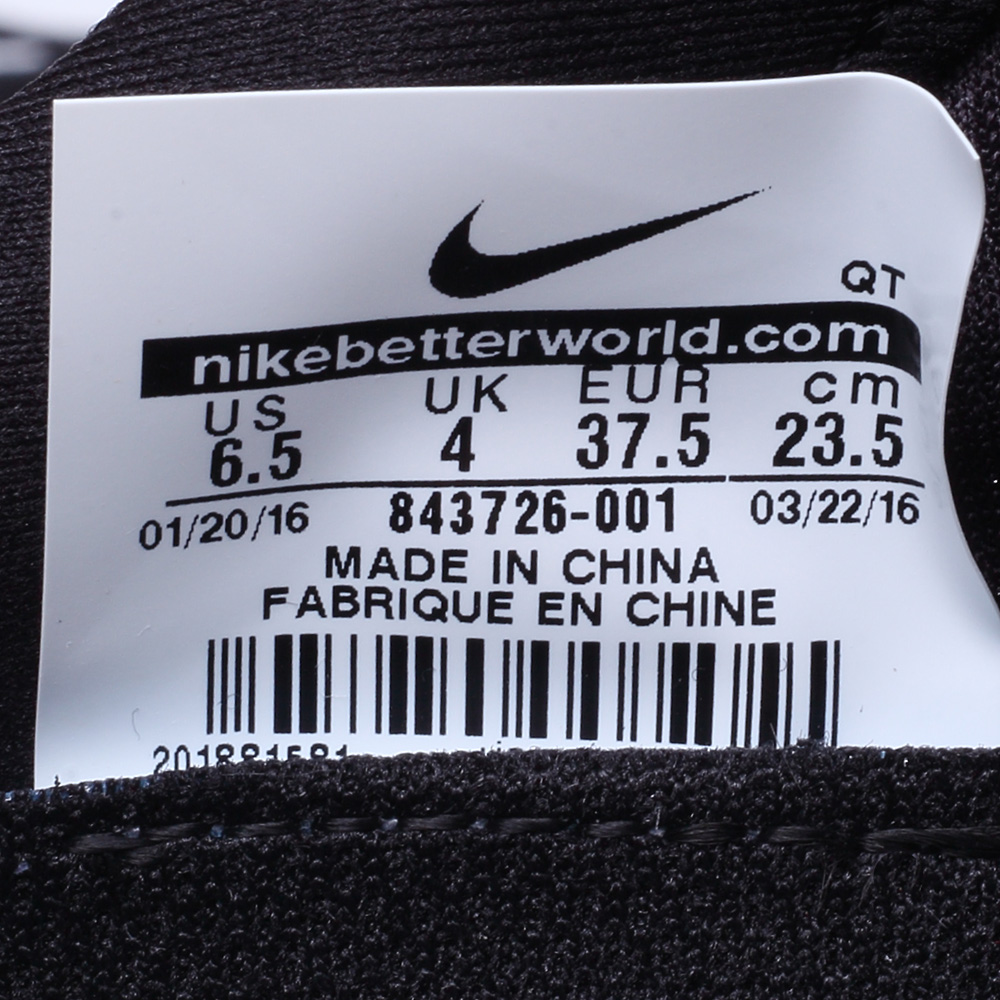 QT
nikebetterworld.com
US UK EUR cm
6.5 4 37.5 23.5
01/20/16 843726-001 03/22/16
MADE IN CHINA
FABRIQUE EN CHINE
201881581